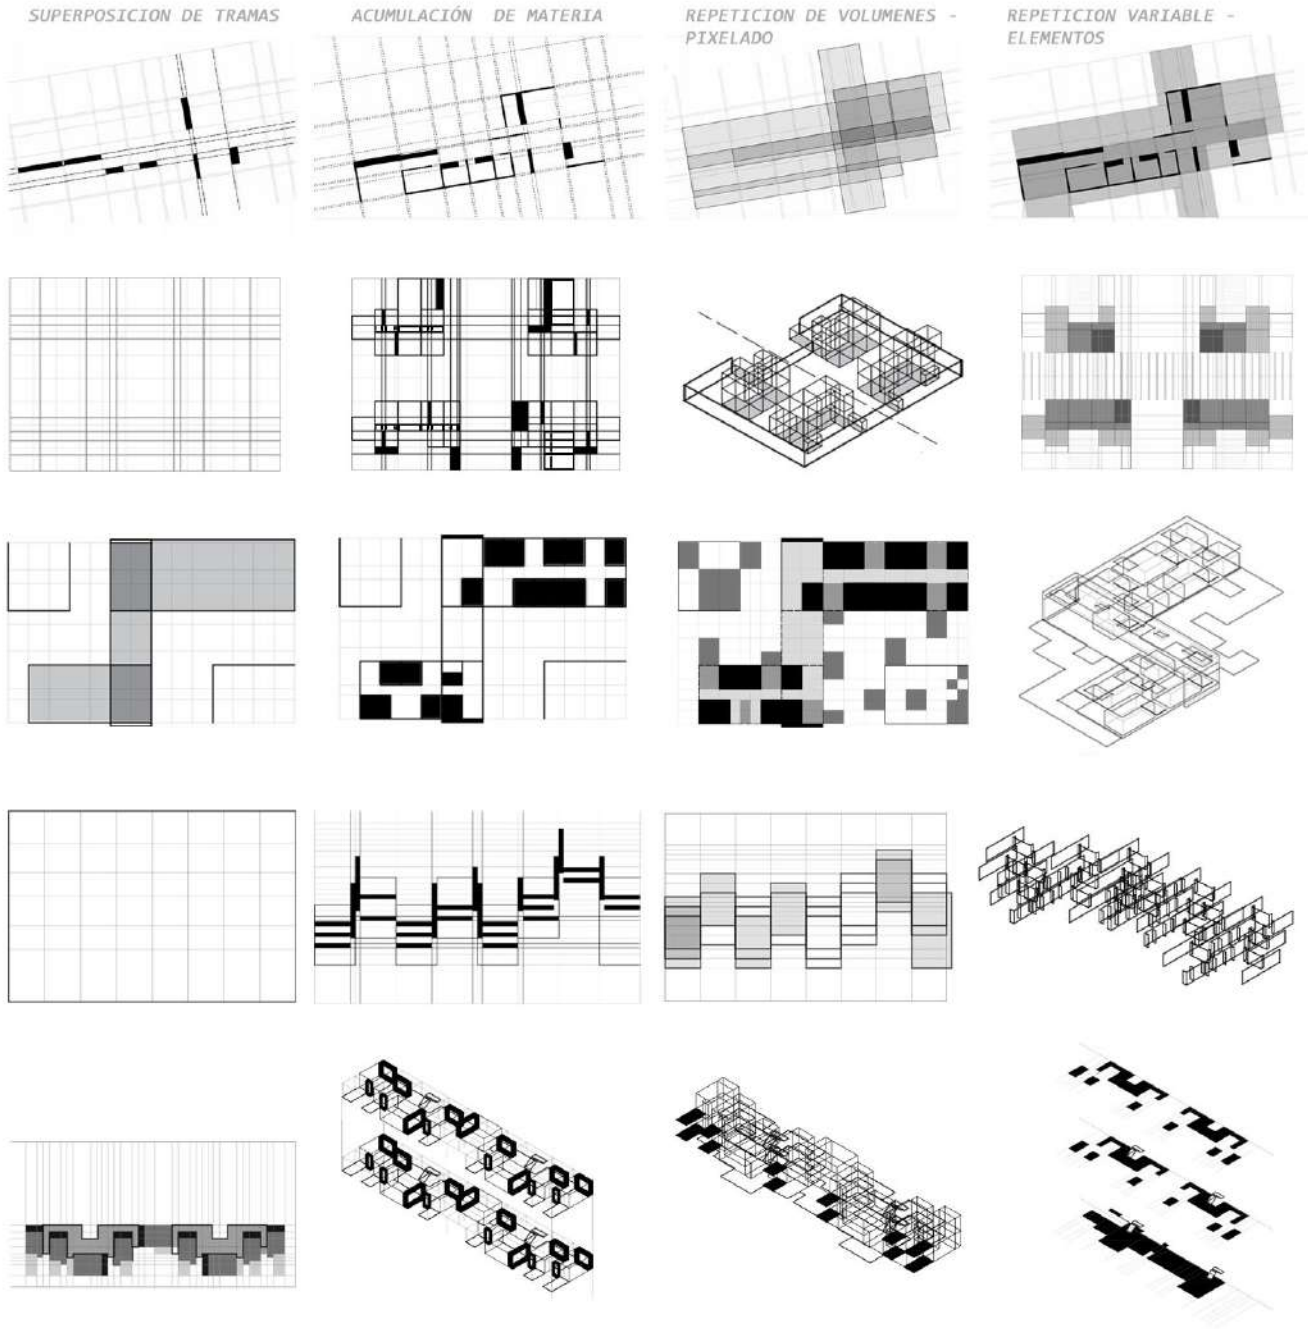 SUPERPOSICION DE TRAMAS
ACUMULACIÓN DE MATERIA
REPETICION DE VOLUMENES -
PIXELADO
REPETICION VARIABLE -
ELEMENTOS